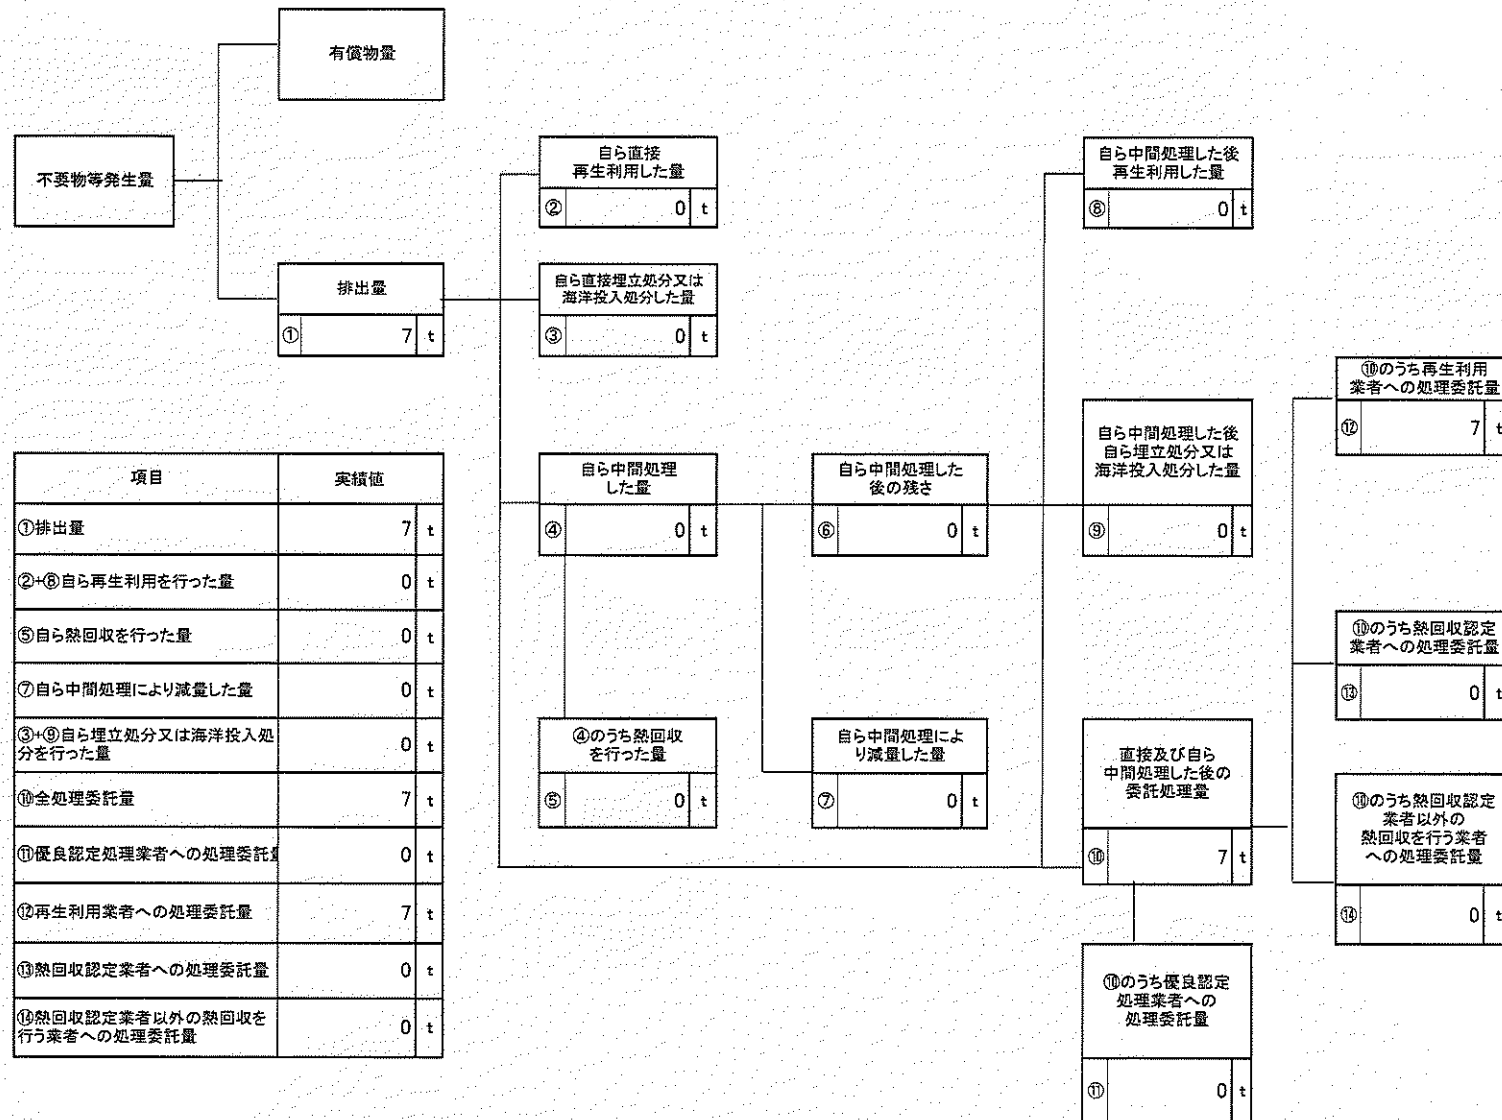 有償物量
不要物等発生量
排出量
① 7 t
自ら直接
再生利用した量
② 0 t
自ら直接埋立処分又は
海洋投入処分した量
③ 0 t
自ら中間処理
した量
④ 0 t
④のうち熱回収
を行った量
⑤ 0 t
自ら中間処理した
後の残さ
⑥ 0 t
自ら中間処理によ
り減量した量
⑦ 0 t
自ら中間処理した後
再生利用した量
⑧ 0 t
自ら中間処理した後
自ら埋立処分又は
海洋投入処分した量
⑨ 0 t
直接及び自ら
中間処理した後の
委託処理量
⑩ 7 t
⑩のうち優良認定
処理業者への
処理委託量
⑪ 0 t
⑩のうち再生利用
業者への処理委託量
⑫ 7 t
⑩のうち熱回収認定
業者への処理委託量
⑬ 0 t
⑩のうち熱回収認定
業者以外の
熱回収を行う業者
への処理委託量
⑭ 0 t
項目 実績値
①排出量 7 t
②+⑧自ら再生利用を行った量 0 t
⑤自ら熱回収を行った量 0 t
⑦自ら中間処理により減量した量 0 t
③+⑨自ら埋立処分又は海洋投入処
分を行った量 0 t
⑩全処理委託量 7 t
⑪優良認定処理業者への処理委託量 0 t
⑫再生利用業者への処理委託量 7 t
⑬熱回収認定業者への処理委託量 0 t
⑭熱回収認定業者以外の熱回収を
行う業者への処理委託量 0 t